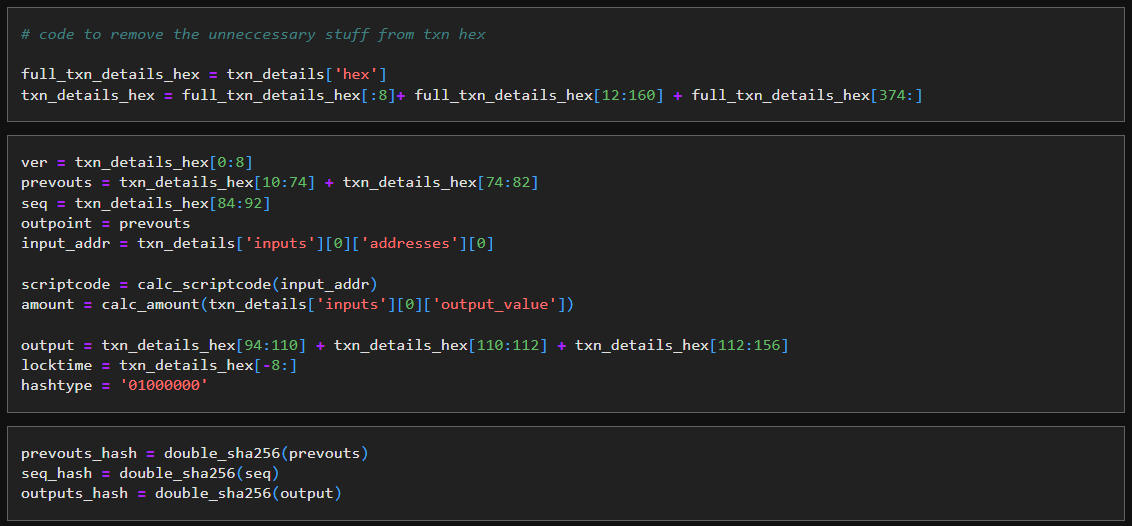 # code to remove the unneccessary stuff from txn hex
full_txn_details_hex = txn_details['hex']
txn_details_hex = full_txn_details_hex[:8]+ full_txn_details_hex[12:160] + full_txn_details_hex[374:]
ver = txn_details_hex[0:8]
prevouts = txn_details_hex[10:74] + txn_details_hex[74:82]
seq = txn_details_hex[84:92]
outpoint = prevouts
input_addr = txn_details['inputs'][0]['addresses'][0]
scriptcode = calc_scriptcode(input_addr)
amount = calc_amount(txn_details['inputs'][0]['output_value'])
output = txn_details_hex[94:110] + txn_details_hex[110:112] + txn_details_hex[112:156]
locktime = txn_details_hex[-8:]
hashtype = '01000000'
prevouts_hash = double_sha256(prevouts)
seq_hash = double_sha256(seq)
outputs_hash = double_sha256(output)